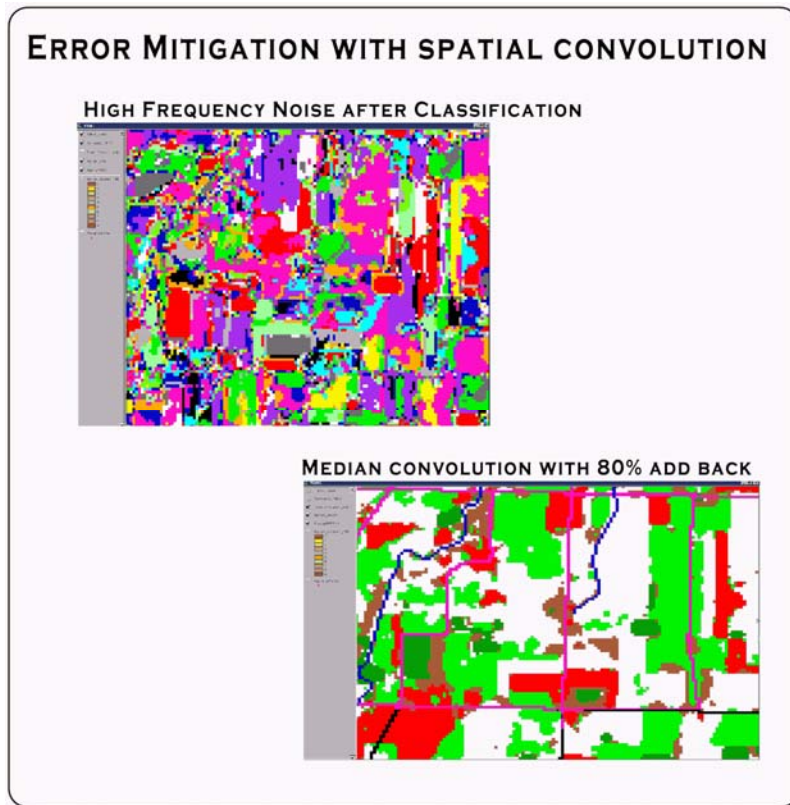 Error Mitigation with spatial convolution
High Frequency Noise after Classification
Median convolution with 80% add back